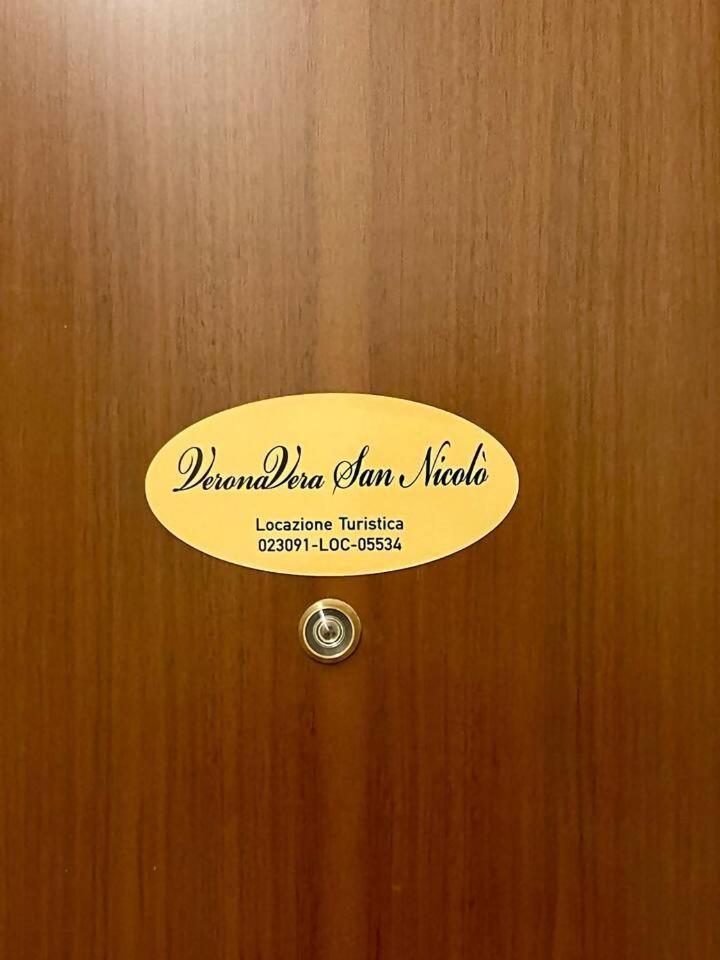 VeronaVera San Nicolò
Locazione Turistica
023091-LOC-05534